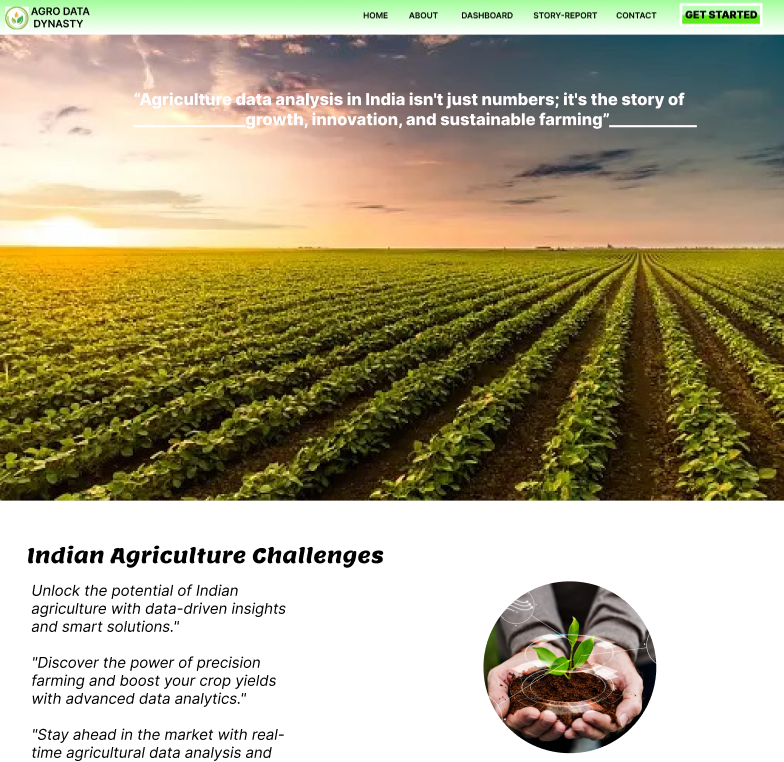 AGRO DATA
DYNASTY
HOME
ABOUT
DASHBOARD
STORY-REPORT
CONTACT
GET STARTED
"Agriculture data analysis in India isn't just numbers; it's the story of
____________growth, innovation, and sustainable farming”__________
Indian Agriculture Challenges
Unlock the potential of Indian
agriculture with data-driven insights
and smart solutions."
"Discover the power of precision
farming and boost your crop yields
with advanced data analytics."
"Stay ahead in the market with real-
time agricultural data analysis and